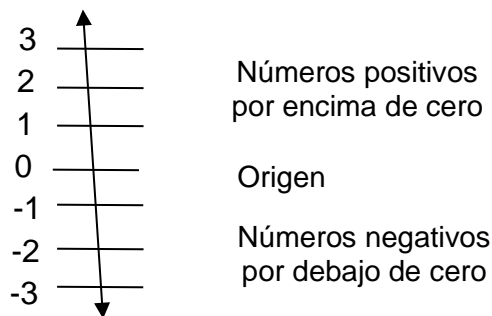 3
2
1
0
-1
-2
-3
Números positivos
por encima de cero
Origen
Números negativos
por debajo de cero